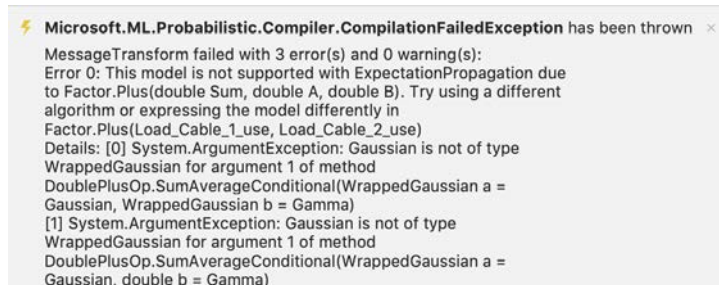 Microsoft.ML.Probabilistic.Compiler.CompilationFailedException has been thrown ×
MessageTransform failed with 3 error(s) and 0 warning(s):
Error 0: This model is not supported with ExpectationPropagation due
to Factor.Plus(double Sum, double A, double B). Try using a different
algorithm or expressing the model differently in
Factor.Plus(Load_Cable_1_use, Load_Cable_2_use)
Details: [0] System.ArgumentException: Gaussian is not of type
WrappedGaussian for argument 1 of method
DoublePlusOp.SumAverageConditional(WrappedGaussian a =
Gaussian, WrappedGaussian b = Gamma)
[1] System.ArgumentException: Gaussian is not of type
WrappedGaussian for argument 1 of method
DoublePlusOp.SumAverageConditional(WrappedGaussian a =
Gaussian, double b = Gamma)